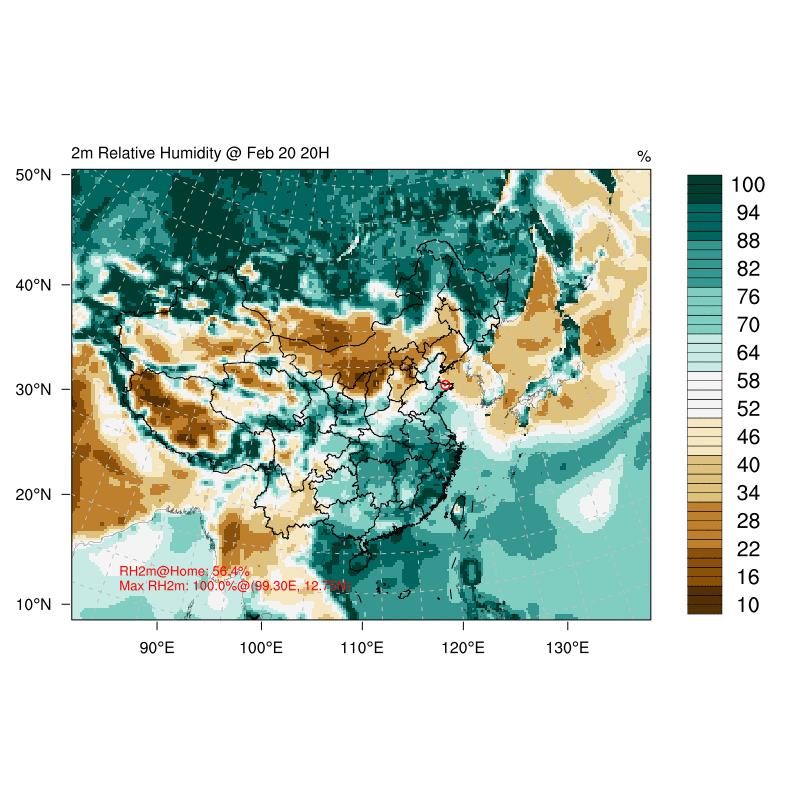 2m Relative Humidity @ Feb 20 20H
%
50°N
40°N
30°N
20°N
10°N
90°E
100°E
110°E
120°E
130°E
100
94
88
82
76
70
64
58
52
46
40
34
28
22
16
10
RH2m@Home: 56.4%
Max RH2m: 100.0%@(99.30E, 12.75N)